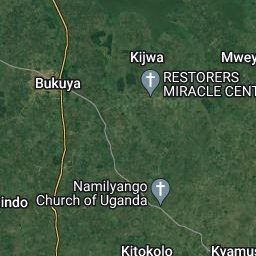 Kijwa
Mwey
Bukuya
RESTORERS
MIRACLE CENT
Namilyango
Church of Uganda
indo
Kitokolo
Kyamus